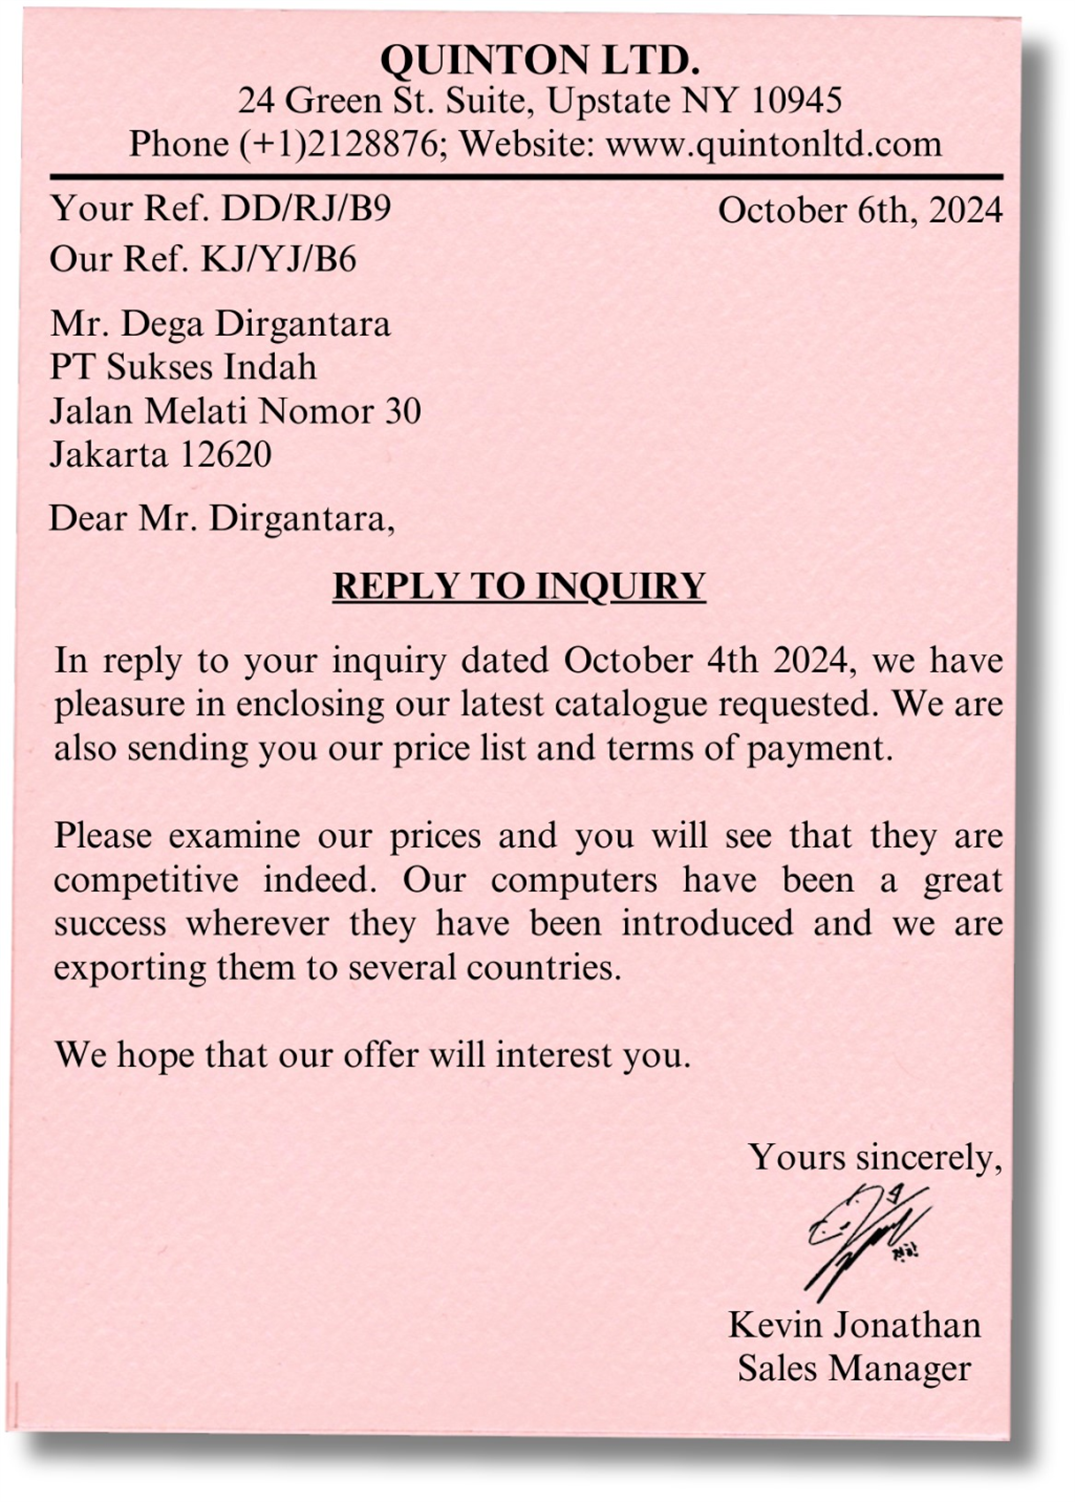 QUINTON LTD.
24 Green St. Suite, Upstate NY 10945
Phone (+1)2128876; Website: www.quintonltd.com
Your Ref. DD/RJ/B9
October 6th, 2024
Our Ref. KJ/YJ/B6
Mr. Dega Dirgantara
PT Sukses Indah
Jalan Melati Nomor 30
Jakarta 12620
Dear Mr. Dirgantara,
REPLY TO INQUIRY
In reply to your inquiry dated October 4th 2024, we have
pleasure in enclosing our latest catalogue requested. We are
also sending you our price list and terms of payment.
Please examine our prices and you will see that they are
competitive indeed. Our computers have been a great
success wherever they have been introduced and we are
exporting them to several countries.
We hope that our offer will interest you.
Yours sincerely,
Kevin Jonathan
Sales Manager